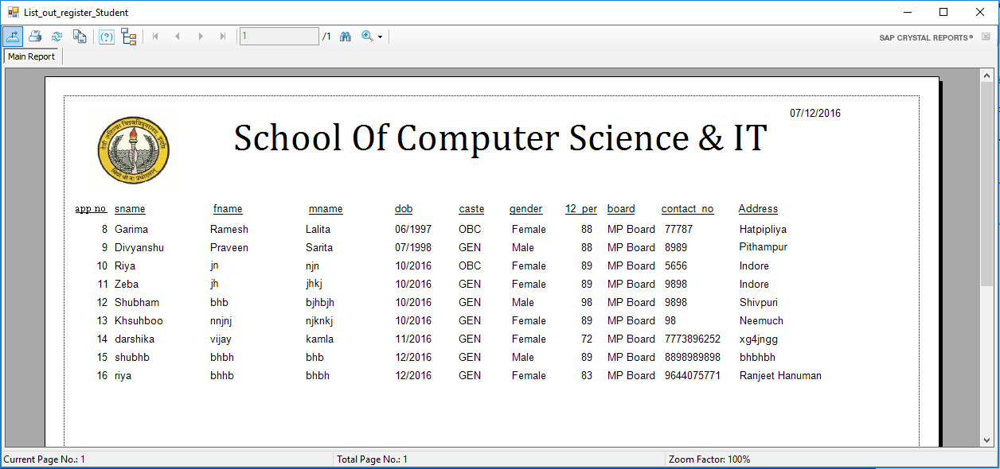 List_out_register_Student
1 /1
SAP CRYSTAL REPORTS®
Main Report
07/12/2016
School Of Computer Science & IT
app no sname fname mname dob caste gender 12_per board contact_no Address
8 Garima Ramesh Lalita 06/1997 OBC Female 88 MP Board 77787 Hatpipliya
9 Divyanshu Praveen Sarita 07/1998 GEN Male 88 MP Board 8989 Pithampur
10 Riya jn njn 10/2016 OBC Female 89 MP Board 5656 Indore
11 Zeba jh jhkj 10/2016 GEN Female 89 MP Board 9898 Indore
12 Shubham bhb bjhbjh 10/2016 GEN Male 98 MP Board 9898 Shivpuri
13 Khsuhboo nnjnj njknkj 10/2016 GEN Female 89 MP Board 98 Neemuch
14 darshika vijay kamla 11/2016 GEN Female 72 MP Board 7773896252 xg4jngg
15 shubhb bhbh bhb 12/2016 GEN Male 89 MP Board 8898989898 bhbhbh
16 riya bhhb bhbh 12/2016 GEN Female 83 MP Board 9644075771 Ranjeet Hanuman
Current Page No.: 1 Total Page No.: 1 Zoom Factor: 100%